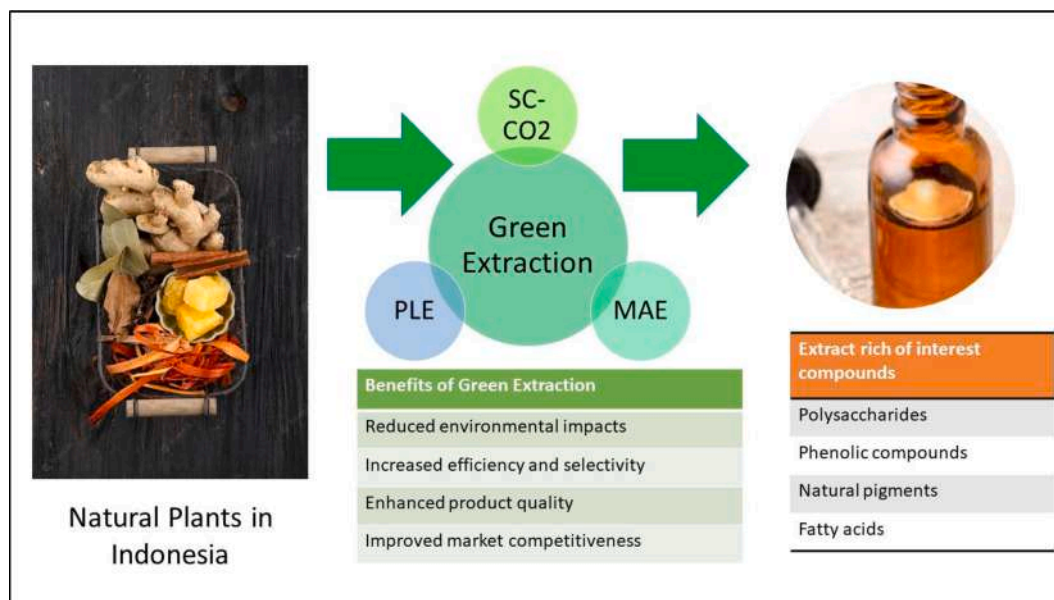 Natural Plants in
Indonesia
SC-
CO2
Green
Extraction
PLE
MAE
Benefits of Green Extraction
Reduced environmental impacts
Increased efficiency and selectivity
Enhanced product quality
Improved market competitiveness
Extract rich of interest
compounds
Polysaccharides
Phenolic compounds
Natural pigments
Fatty acids